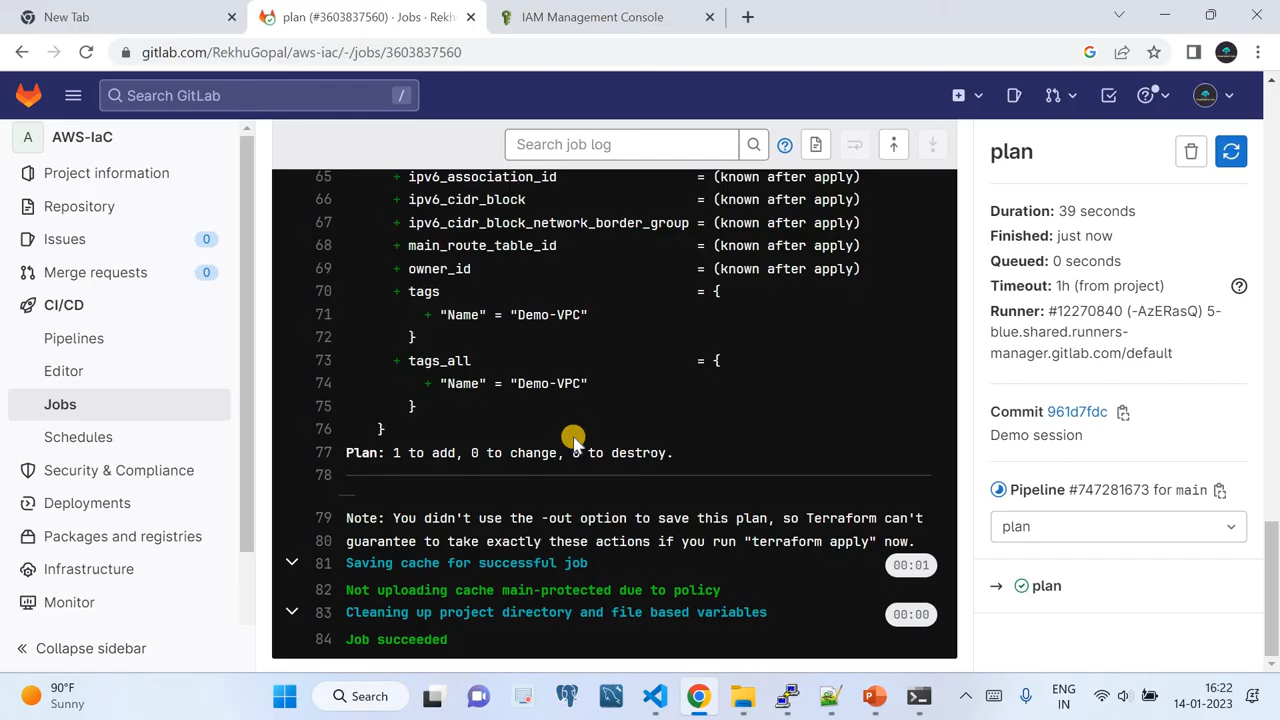 New Tab
plan (#3603837560) · Jobs · Rekh
IAM Management Console
gitlab.com/RekhuGopal/aws-iac/-/jobs/3603837560
Search GitLab
/
A
AWS-IaC
Project information
Repository
Issues
0
Merge requests
0
CI/CD
Pipelines
Editor
Jobs
Schedules
Security & Compliance
Deployments
Packages and registries
Infrastructure
Monitor
Collapse sidebar
Search job log
65 + ipv6_association_id = (known after apply)
66 + ipv6_cidr_block = (known after apply)
67 + ipv6_cidr_block_network_border_group = (known after apply)
68 + main_route_table_id = (known after apply)
69 + owner_id = (known after apply)
70 + tags = {
71 + "Name" = "Demo-VPC"
72 }
73 + tags_all = {
74 + "Name" = "Demo-VPC"
75 }
76 }
77 Plan: 1 to add, 0 to change, 0 to destroy.
78
79 Note: You didn't use the -out option to save this plan, so Terraform can't
80 guarantee to take exactly these actions if you run "terraform apply" now.
81 Saving cache for successful job 00:01
82 Not uploading cache main-protected due to policy
83 Cleaning up project directory and file based variables 00:00
84 Job succeeded
plan
Duration: 39 seconds
Finished: just now
Queued: 0 seconds
Timeout: 1h (from project)
Runner: #12270840 (-AzERasQ) 5-
blue.shared.runners-
manager.gitlab.com/default
Commit 961d7fdc
Demo session
Pipeline #747281673 for main
plan
→ plan
90°F
Sunny
Search
ENG
IN
16:22
14-01-2023